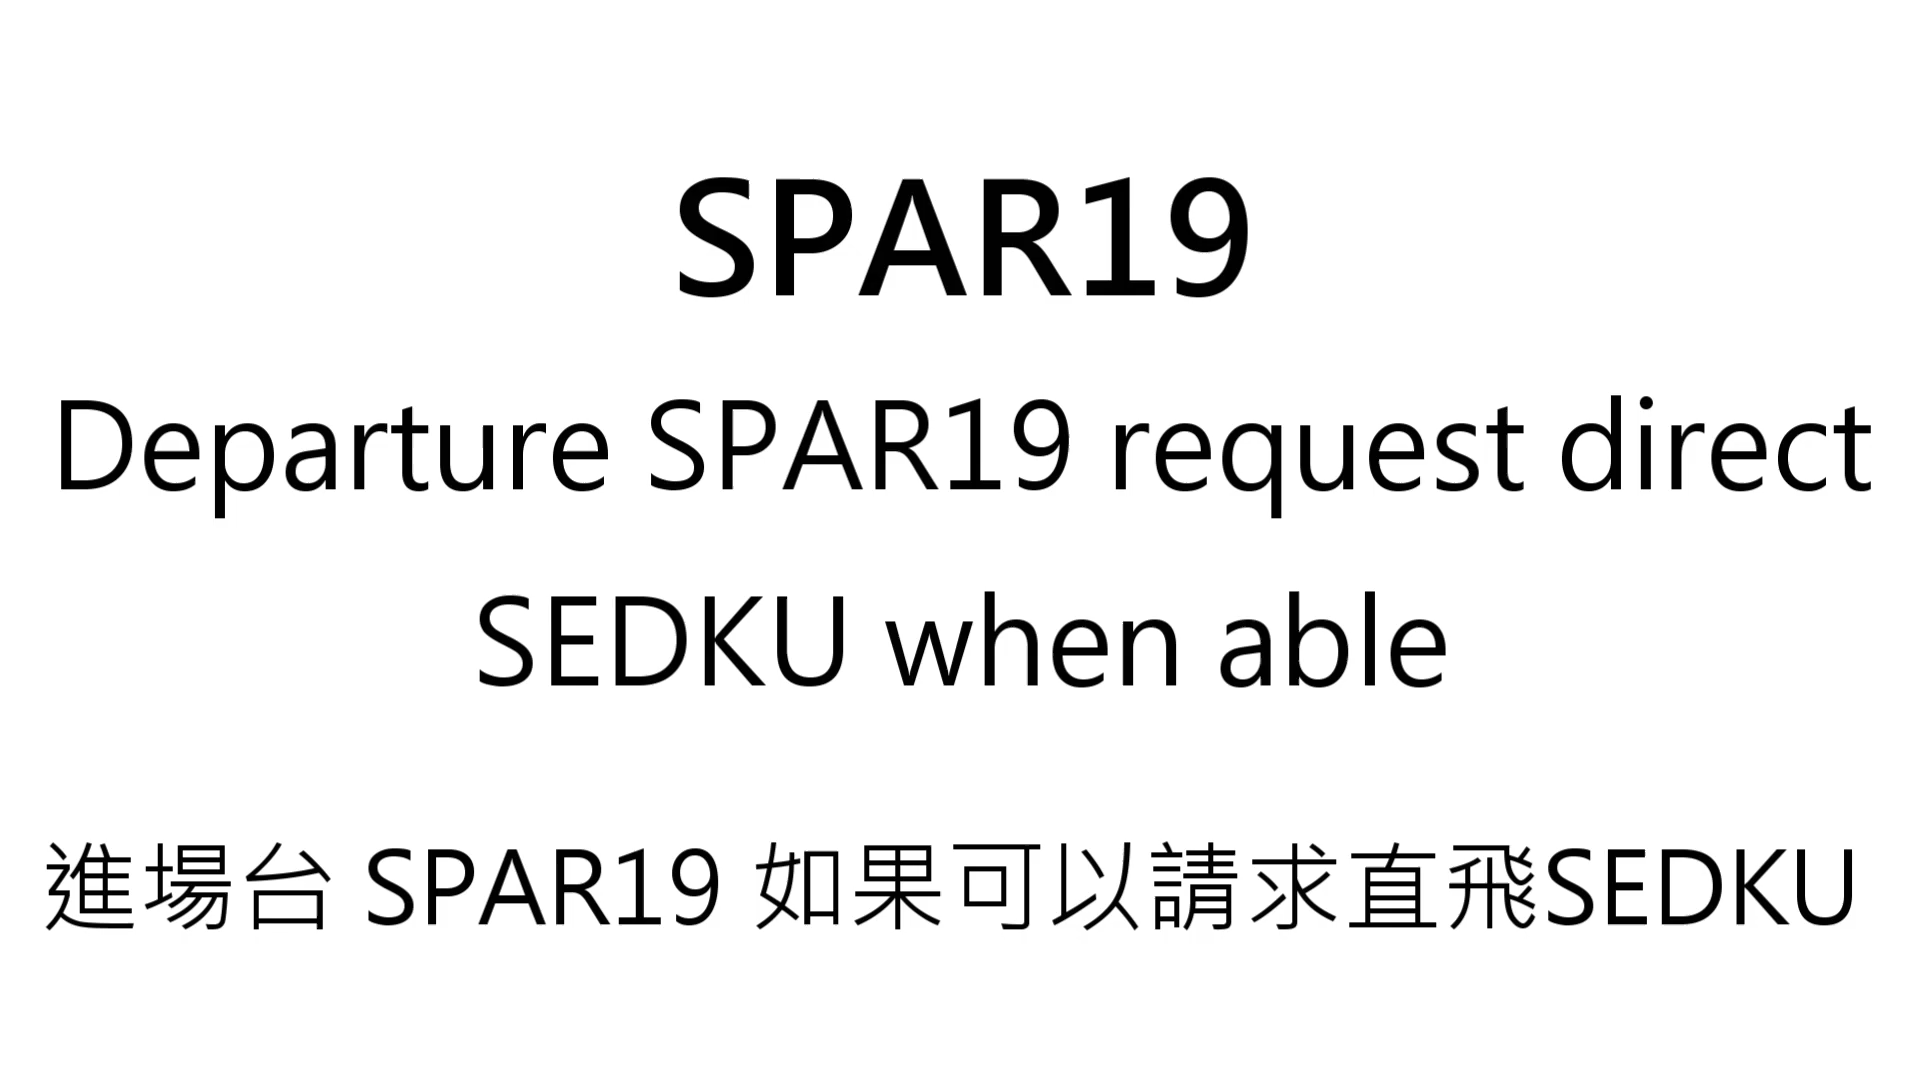 SPAR19
Departure SPAR19 request direct
SEDKU when able
進場台 SPAR19 如果可以請求直飛SEDKU